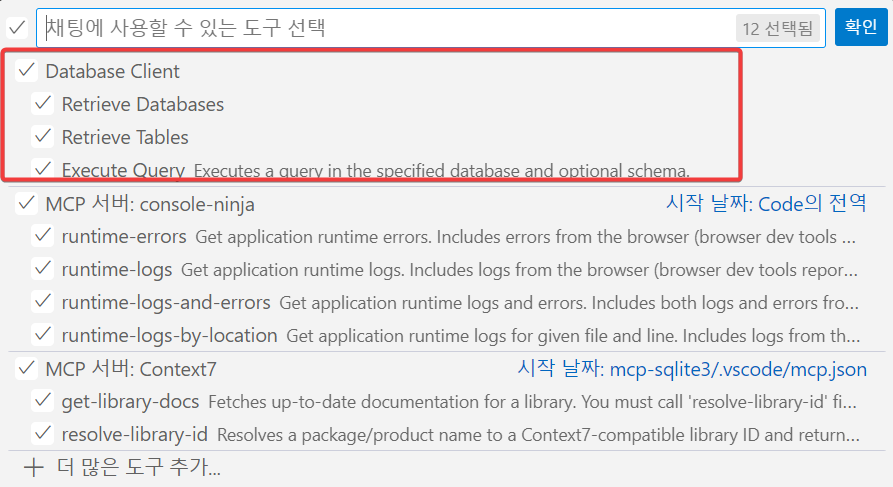 채팅에 사용할 수 있는 도구 선택 12 선택됨 확인
Database Client
Retrieve Databases
Retrieve Tables
Execute Query Executes a query in the specified database and optional schema.
MCP 서버: console-ninja 시작 날짜: Code의 전역
runtime-errors Get application runtime errors. Includes errors from the browser (browser dev tools ...
runtime-logs Get application runtime logs. Includes logs from the browser (browser dev tools repor...
runtime-logs-and-errors Get application runtime logs and errors. Includes both logs and errors fro...
runtime-logs-by-location Get application runtime logs for given file and line. Includes logs from th...
MCP 서버: Context7 시작 날짜: mcp-sqlite3/.vscode/mcp.json
get-library-docs Fetches up-to-date documentation for a library. You must call 'resolve-library-id' fi...
resolve-library-id Resolves a package/product name to a Context7-compatible library ID and return...
더 많은 도구 추가...